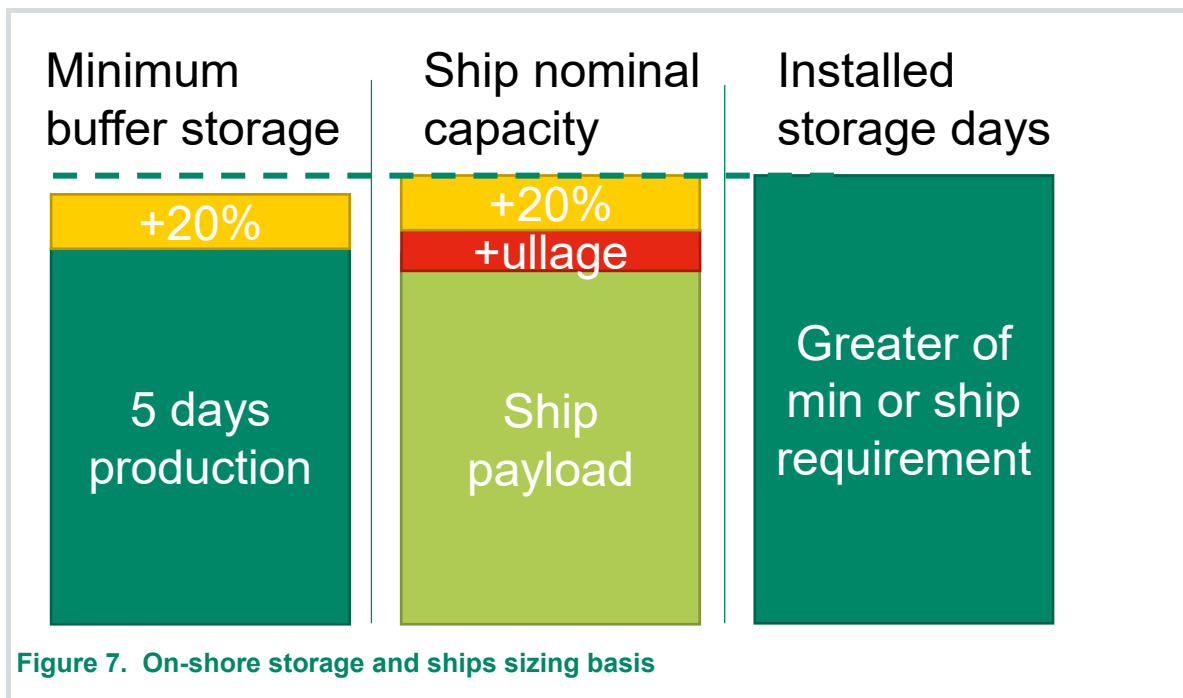 Minimum
buffer storage
Ship nominal
capacity
Installed
storage days
+20%
5 days
production
+20%
+ullage
Ship
payload
Greater of
min or ship
requirement
Figure 7. On-shore storage and ships sizing basis